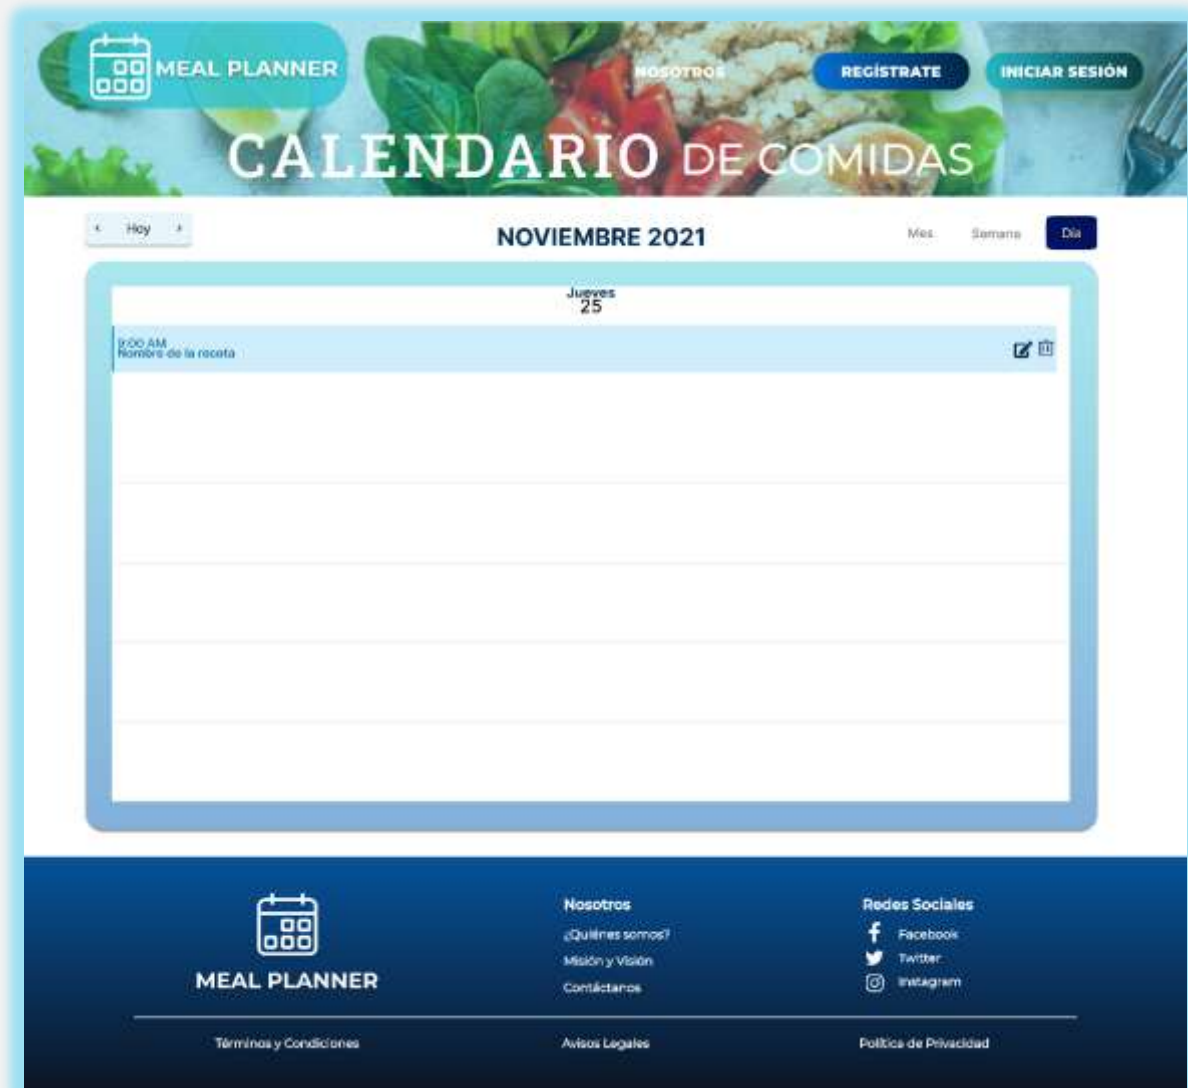 MEAL PLANNER
NOSOTROS
REGÍSTRATE
INICIAR SESIÓN
CALENDARIO DE COMIDAS
‹ Hoy ›
NOVIEMBRE 2021
Mes
Semana
Día
Jueves
25
9:00 AM
Nombre de la receta
Nosotros
Redes Sociales
¿Quiénes somos?
Facebook
Misión y Visión
Twitter
MEAL PLANNER
Contáctanos
Instagram
Términos y Condiciones
Avisos Legales
Política de Privacidad